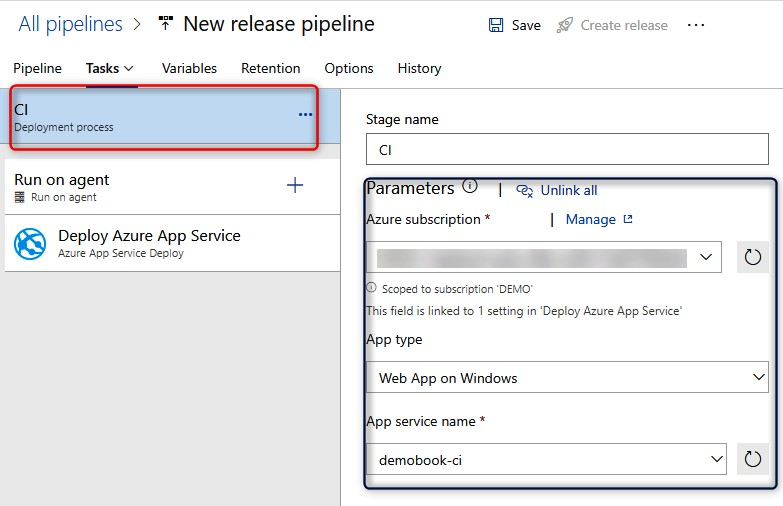 All pipelines > New release pipeline
Save
Create release
...
Pipeline Tasks Variables Retention Options History
CI
Deployment process
Run on agent
Run on agent
Deploy Azure App Service
Azure App Service Deploy
Stage name
CI
Parameters | Unlink all
Azure subscription * | Manage
Scoped to subscription 'DEMO'
This field is linked to 1 setting in 'Deploy Azure App Service'
App type
Web App on Windows
App service name *
demobook-ci